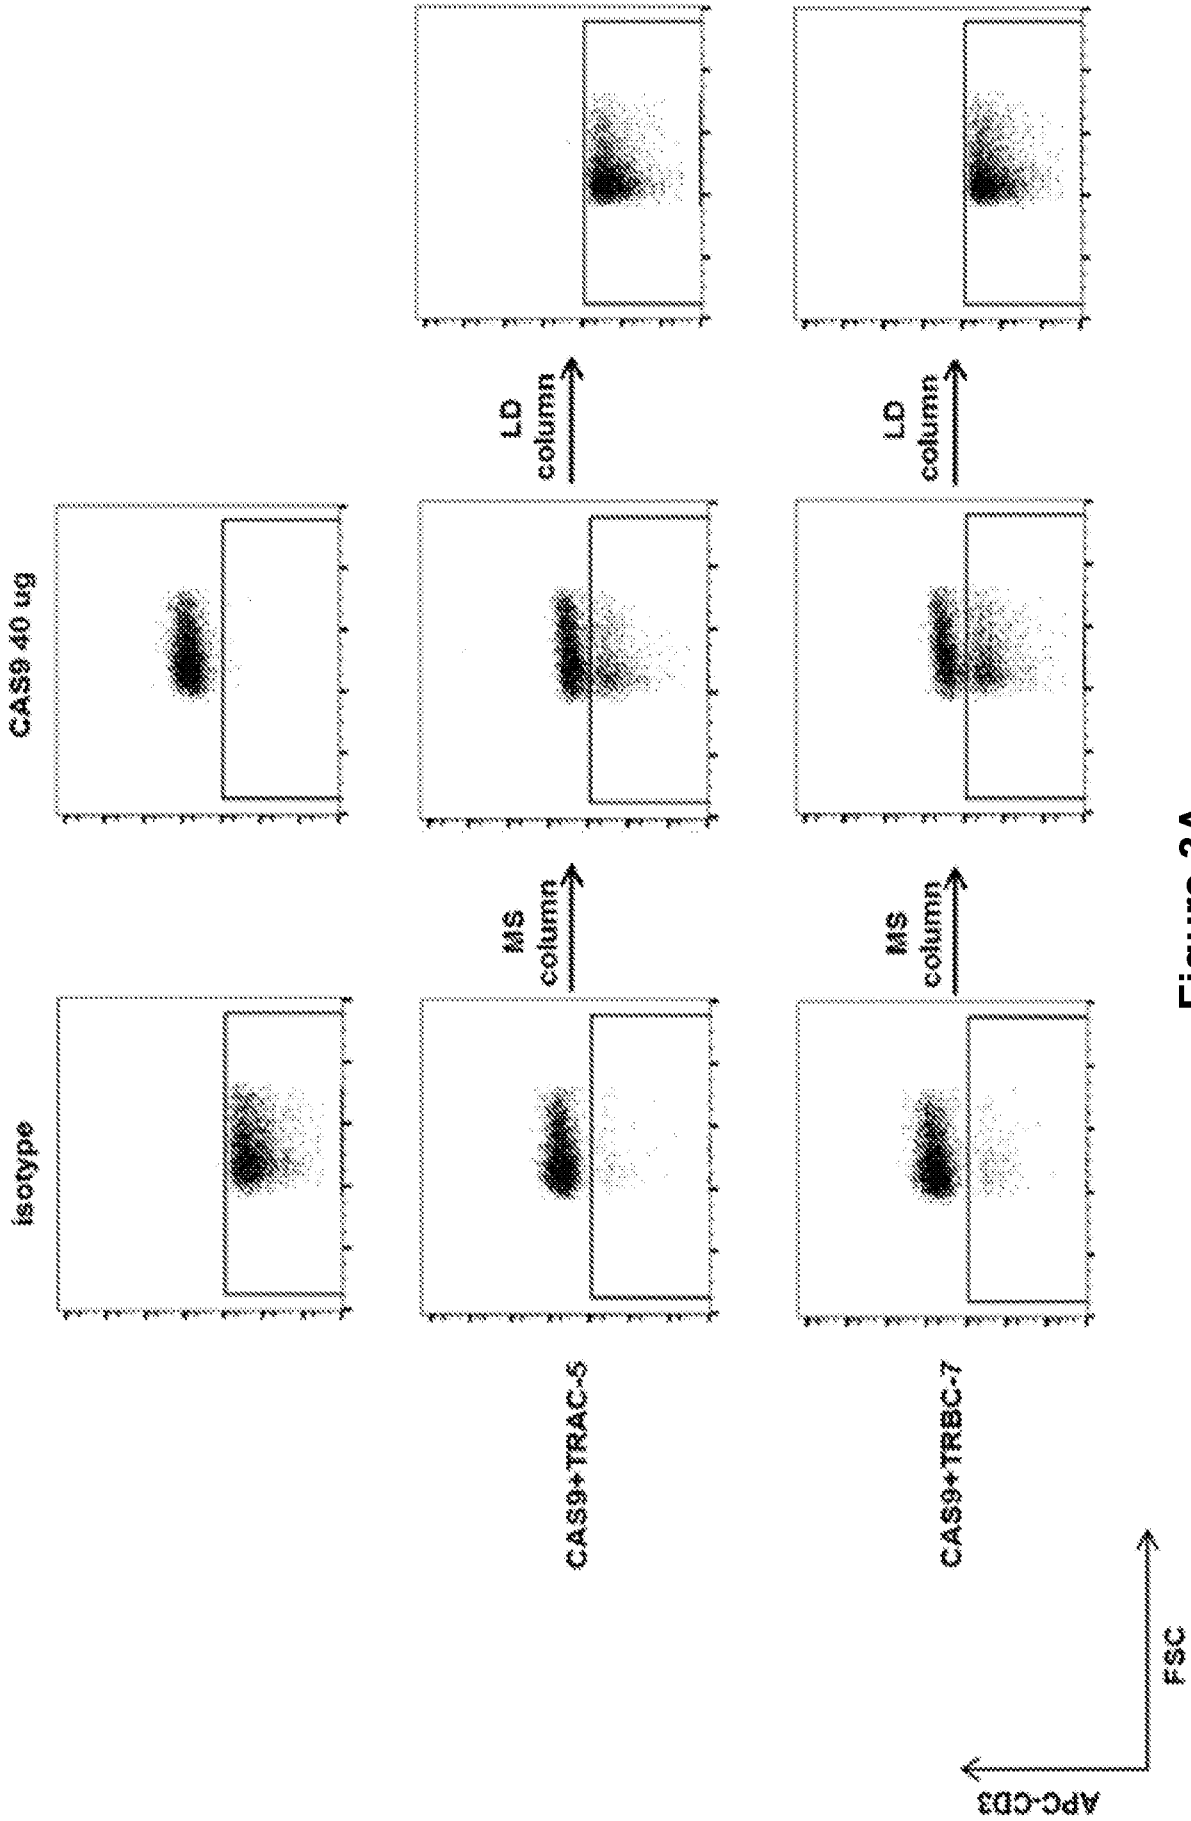 isotype
CAS9 40 ug
CAS9+TRAC-5
MS
column
LD
column
CAS9+TRBC-7
MS
column
LD
column
APC-CD3
FSC
Figure